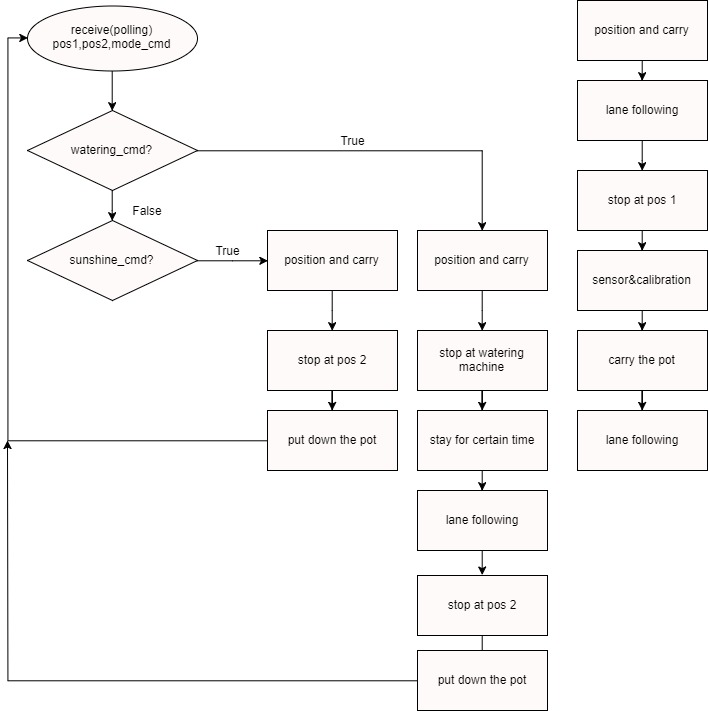 receive(polling)
pos1,pos2,mode_cmd
watering_cmd?
True
False
sunshine_cmd?
True
position and carry
stop at pos 2
put down the pot
position and carry
stop at watering
machine
stay for certain time
lane following
stop at pos 2
put down the pot
position and carry
lane following
stop at pos 1
sensor&calibration
carry the pot
lane following